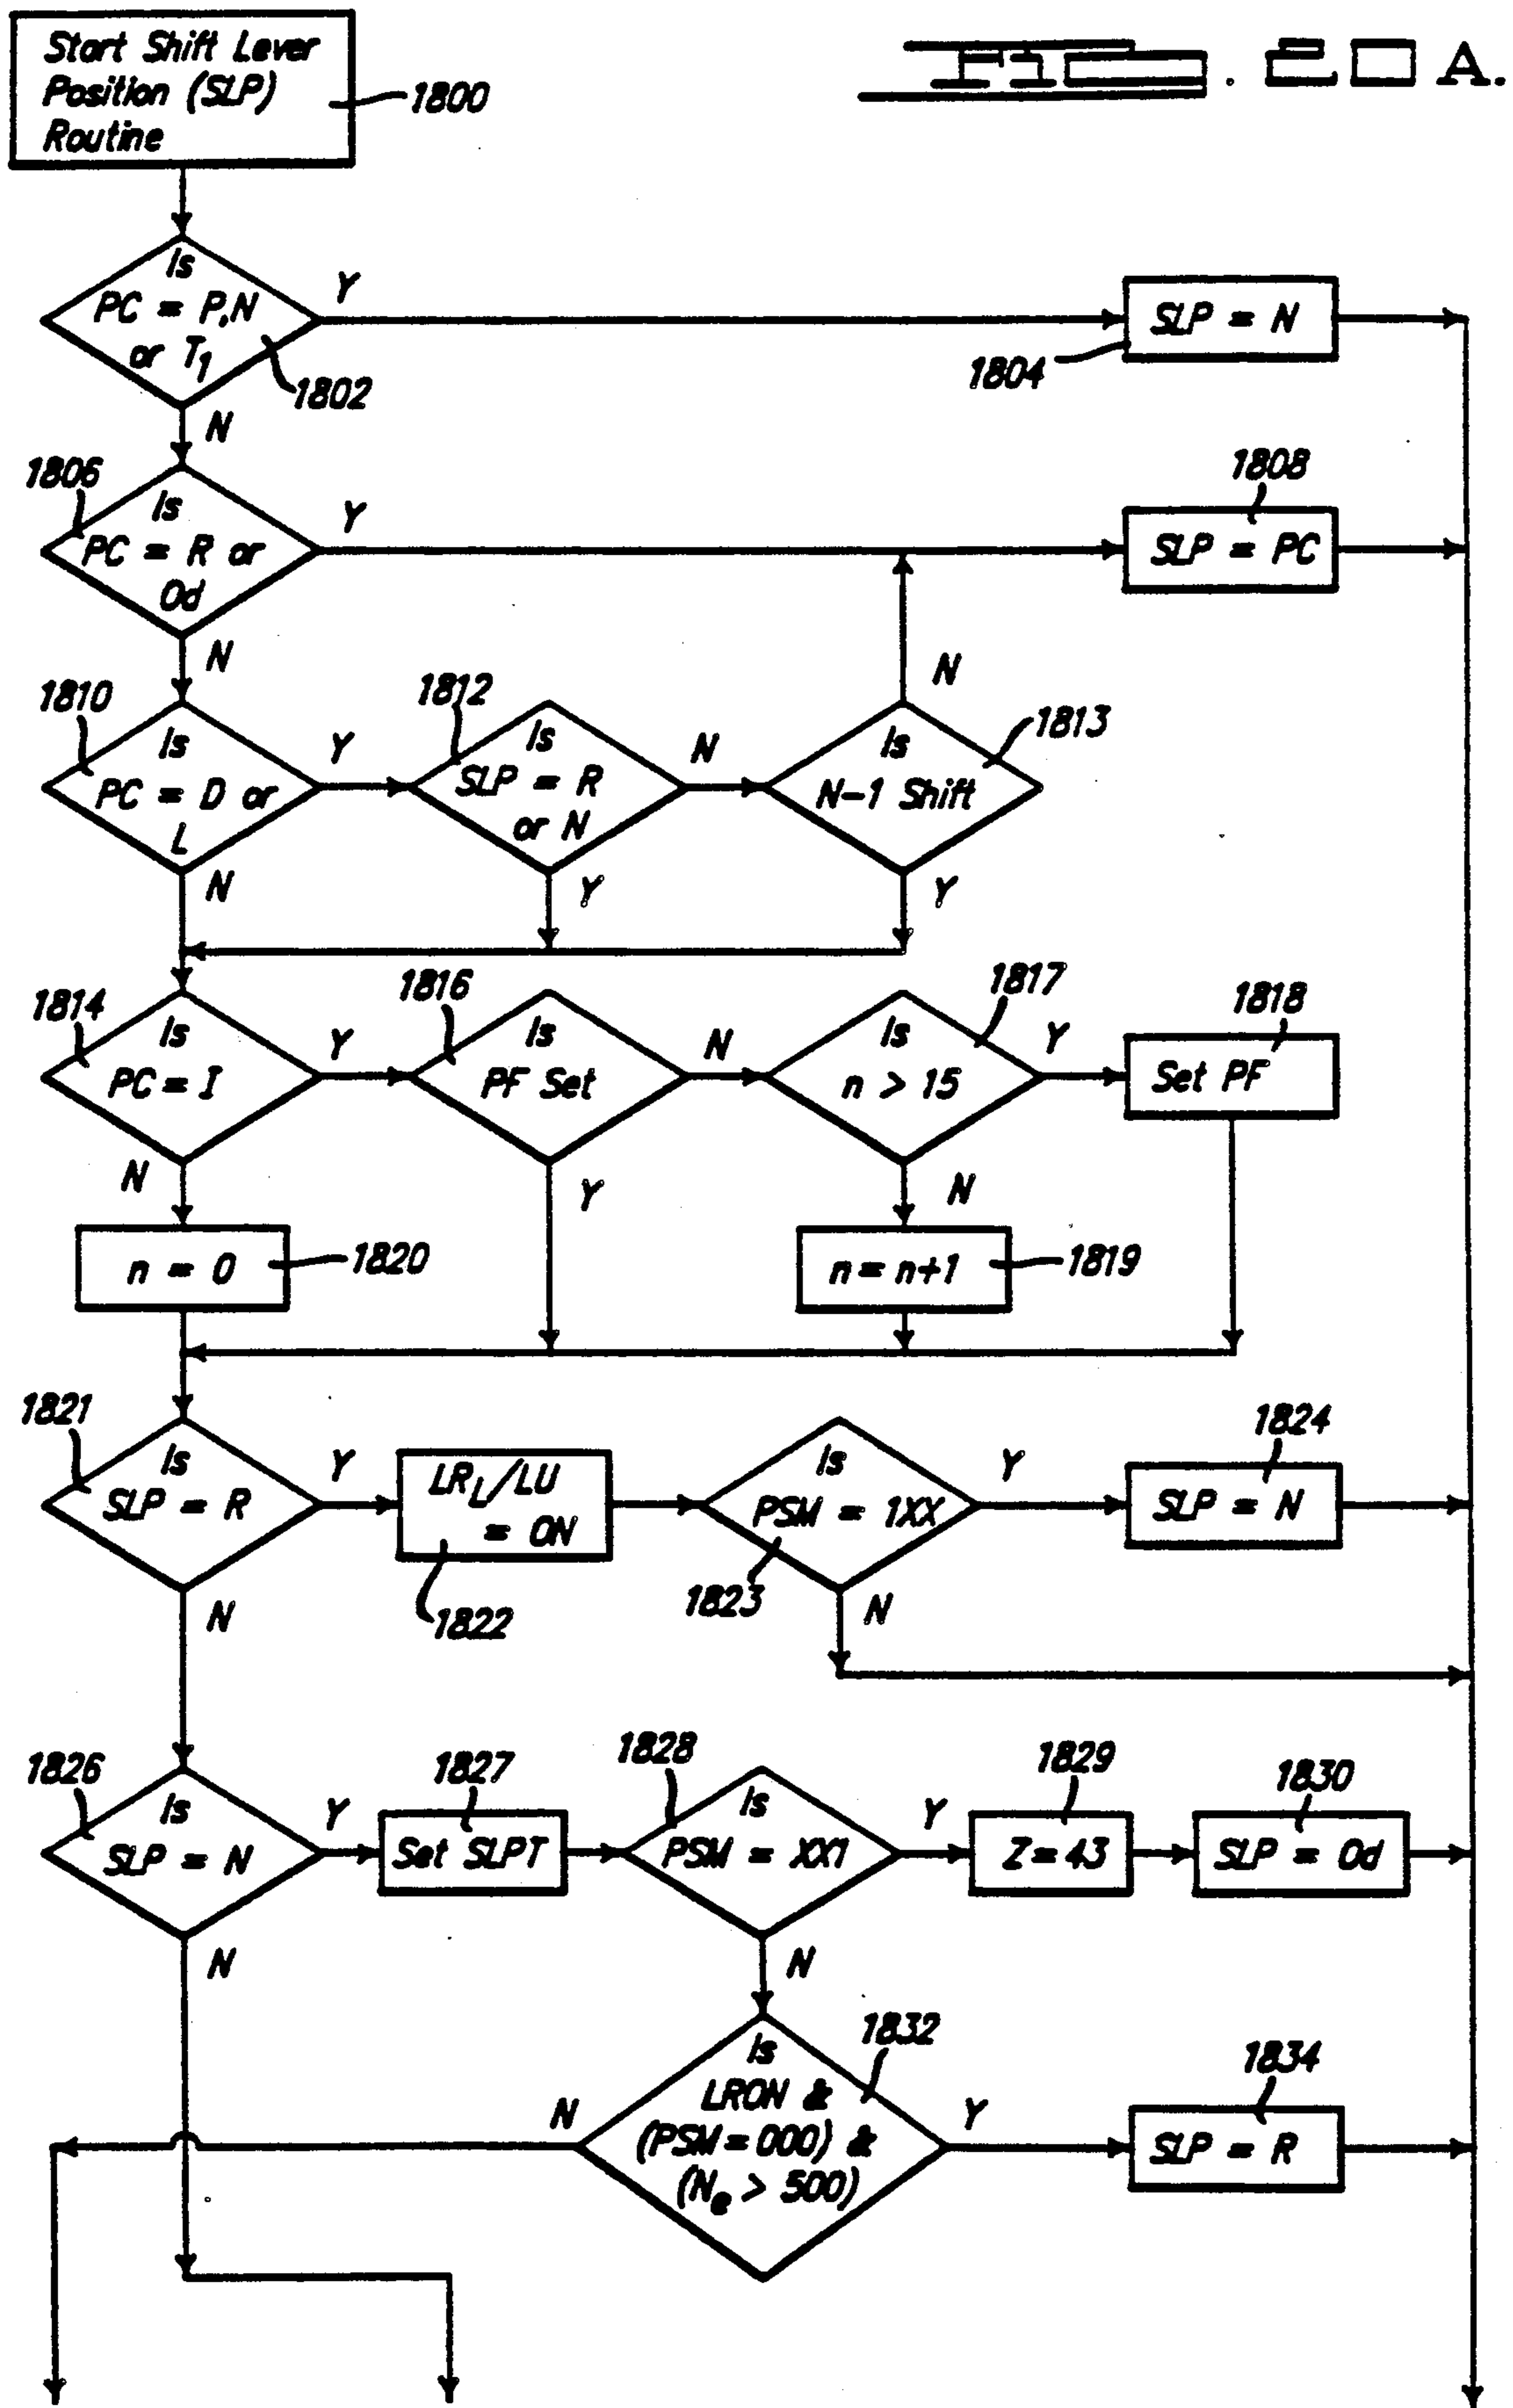 Start Shift Lever
Position (SLP)
Routine
1800
FIG. 20 A.
Is
PC = P,N
or T1
1802
Y
N
1804
SLP = N
1806
Is
PC = R or
Od
Y
N
1808
SLP = PC
1810
Is
PC = D or
L
Y
N
1812
Is
SLP = R
or N
N
Y
1813
Is
N-1 Shift
N
Y
1814
Is
PC = I
Y
N
1816
Is
PF Set
N
Y
1817
Is
n > 15
Y
N
1818
Set PF
n = 0
1820
n = n+1
1819
1821
Is
SLP = R
Y
N
LRL/LU
= ON
1822
Is
PSM = 1XX
1823
Y
N
1824
SLP = N
1826
Is
SLP = N
Y
N
1827
Set SLPT
1828
Is
PSM = XX1
Y
N
1829
Z = 43
1830
SLP = Od
1832
Is
LRON &
(PSM = 000) &
(Ne > 500)
N
Y
1834
SLP = R